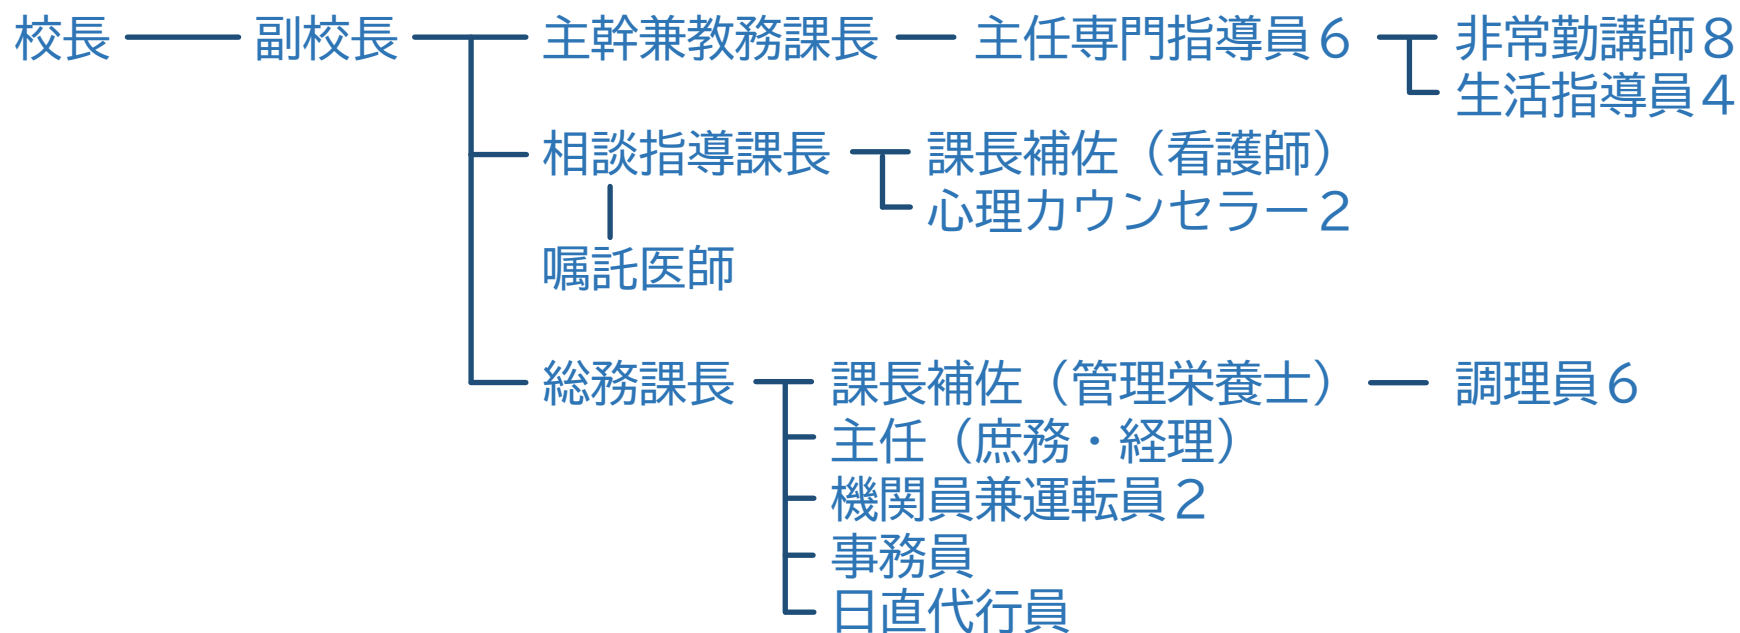 校長 副校長 主幹兼教務課長 主任専門指導員６ 非常勤講師８
生活指導員４
相談指導課長 課長補佐（看護師）
心理カウンセラー２
嘱託医師
総務課長 課長補佐（管理栄養士） 調理員６
主任（庶務・経理）
機関員兼運転員２
事務員
日直代行員